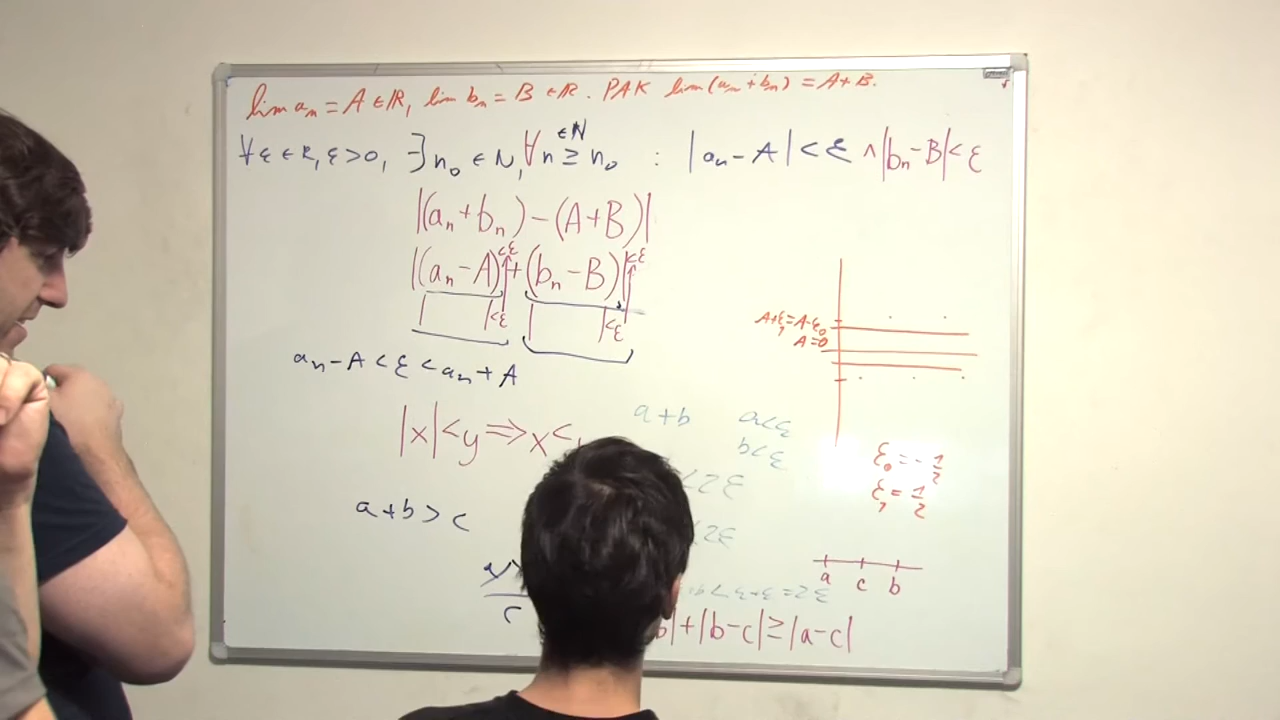 lim aₙ = A ∈ ℝ, lim bₙ = B ∈ ℝ. PAK lim(aₙ+bₙ) = A+B.
∀ε ∈ R, ε>0, ∃n₀ ∈ N, ∀n ≥ n₀ : |aₙ-A| < ε ∧ |bₙ-B| < ε
∈N
|(aₙ+bₙ)-(A+B)|
|(aₙ-A)+(bₙ-B)|
<ε <ε
| |<ε | |<ε
aₙ-A < ε < aₙ+A
|x|<y ⇒ x<
a+b > c
c
A+ε₁=A-ε₀
A=0
a+b
ε₀ = -1/2
ε₁ = 1/2
a c b
b|+|b-c| ≥ |a-c|